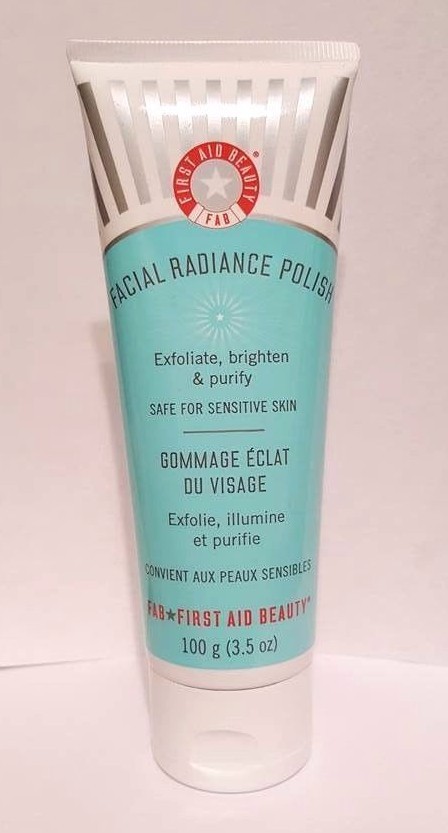 FIRST AID BEAUTY®
FAB
FACIAL RADIANCE POLISH
Exfoliate, brighten
& purify
SAFE FOR SENSITIVE SKIN
GOMMAGE ÉCLAT
DU VISAGE
Exfolie, illumine
et purifie
CONVIENT AUX PEAUX SENSIBLES
FAB★FIRST AID BEAUTY®
100 g (3.5 oz)